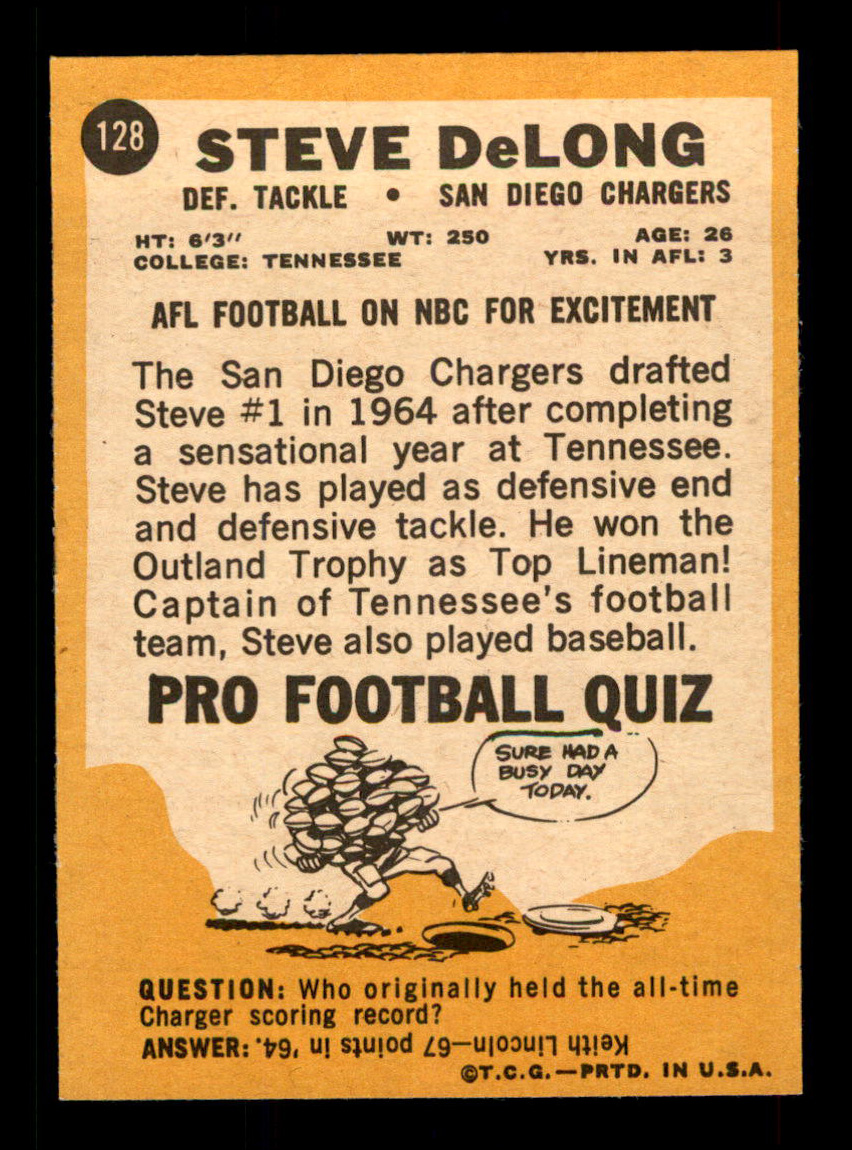 128
STEVE DeLONG
DEF. TACKLE • SAN DIEGO CHARGERS
HT: 6'3" WT: 250 AGE: 26
COLLEGE: TENNESSEE YRS. IN AFL: 3
AFL FOOTBALL ON NBC FOR EXCITEMENT
The San Diego Chargers drafted
Steve #1 in 1964 after completing
a sensational year at Tennessee.
Steve has played as defensive end
and defensive tackle. He won the
Outland Trophy as Top Lineman!
Captain of Tennessee's football
team, Steve also played baseball.
PRO FOOTBALL QUIZ
SURE HAD A
BUSY DAY
TODAY.
QUESTION: Who originally held the all-time
Charger scoring record?
ANSWER: Keith Lincoln—67 points in '64.
©T.C.G.—PRTD. IN U.S.A.